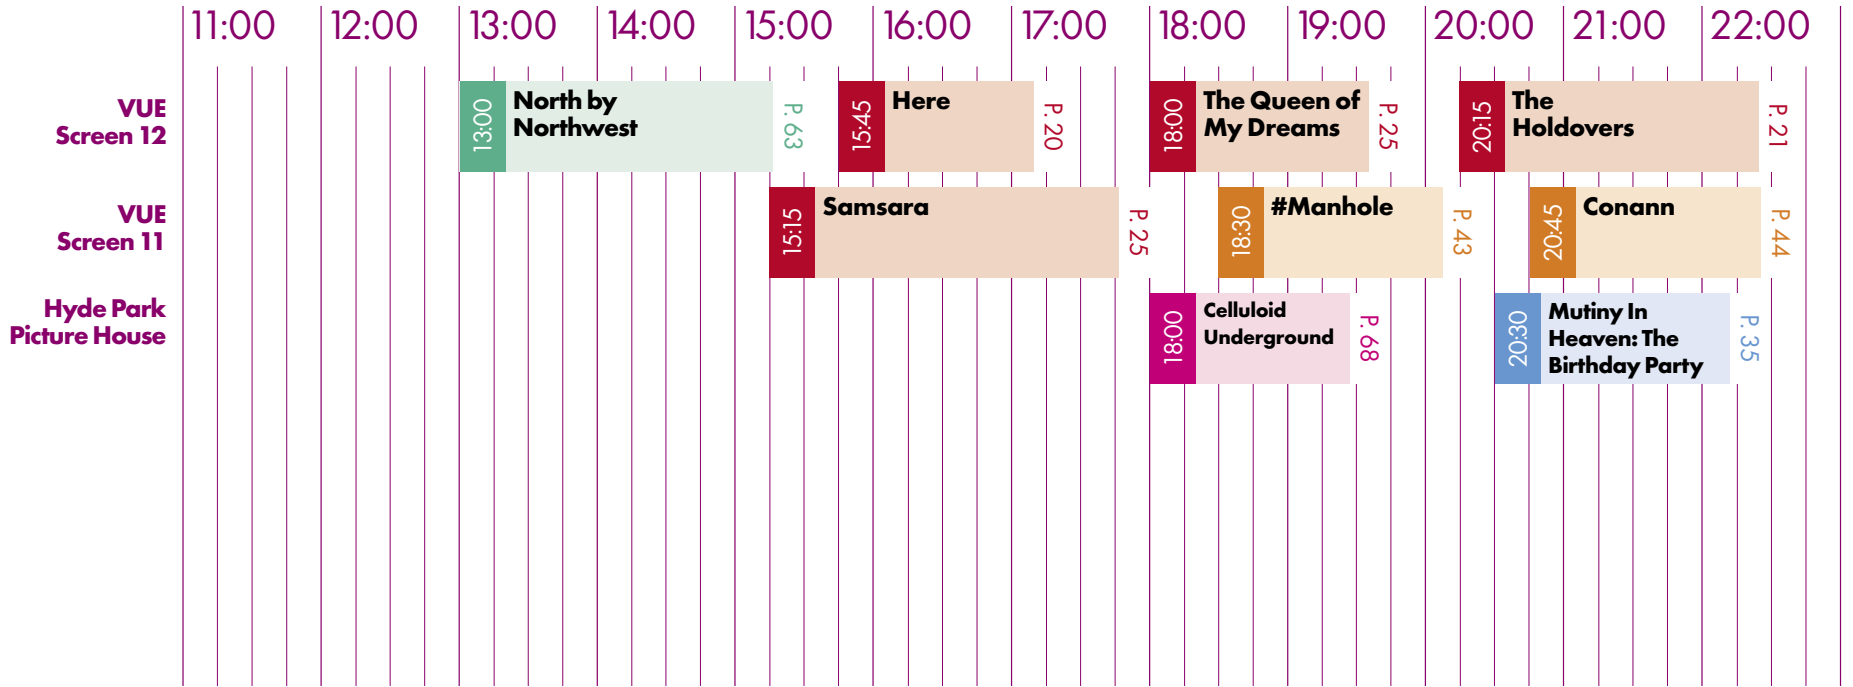 11:00 12:00 13:00 14:00 15:00 16:00 17:00 18:00 19:00 20:00 21:00 22:00
VUE
Screen 12
13:00
North by
Northwest
P. 63
15:45
Here
P. 20
18:00
The Queen of
My Dreams
P. 25
20:15
The
Holdovers
P. 21
VUE
Screen 11
15:15
Samsara
P. 25
18:30
#Manhole
P. 43
20:45
Conann
P. 44
Hyde Park
Picture House
18:00
Celluloid
Underground
P. 68
20:30
Mutiny In
Heaven: The
Birthday Party
P. 35